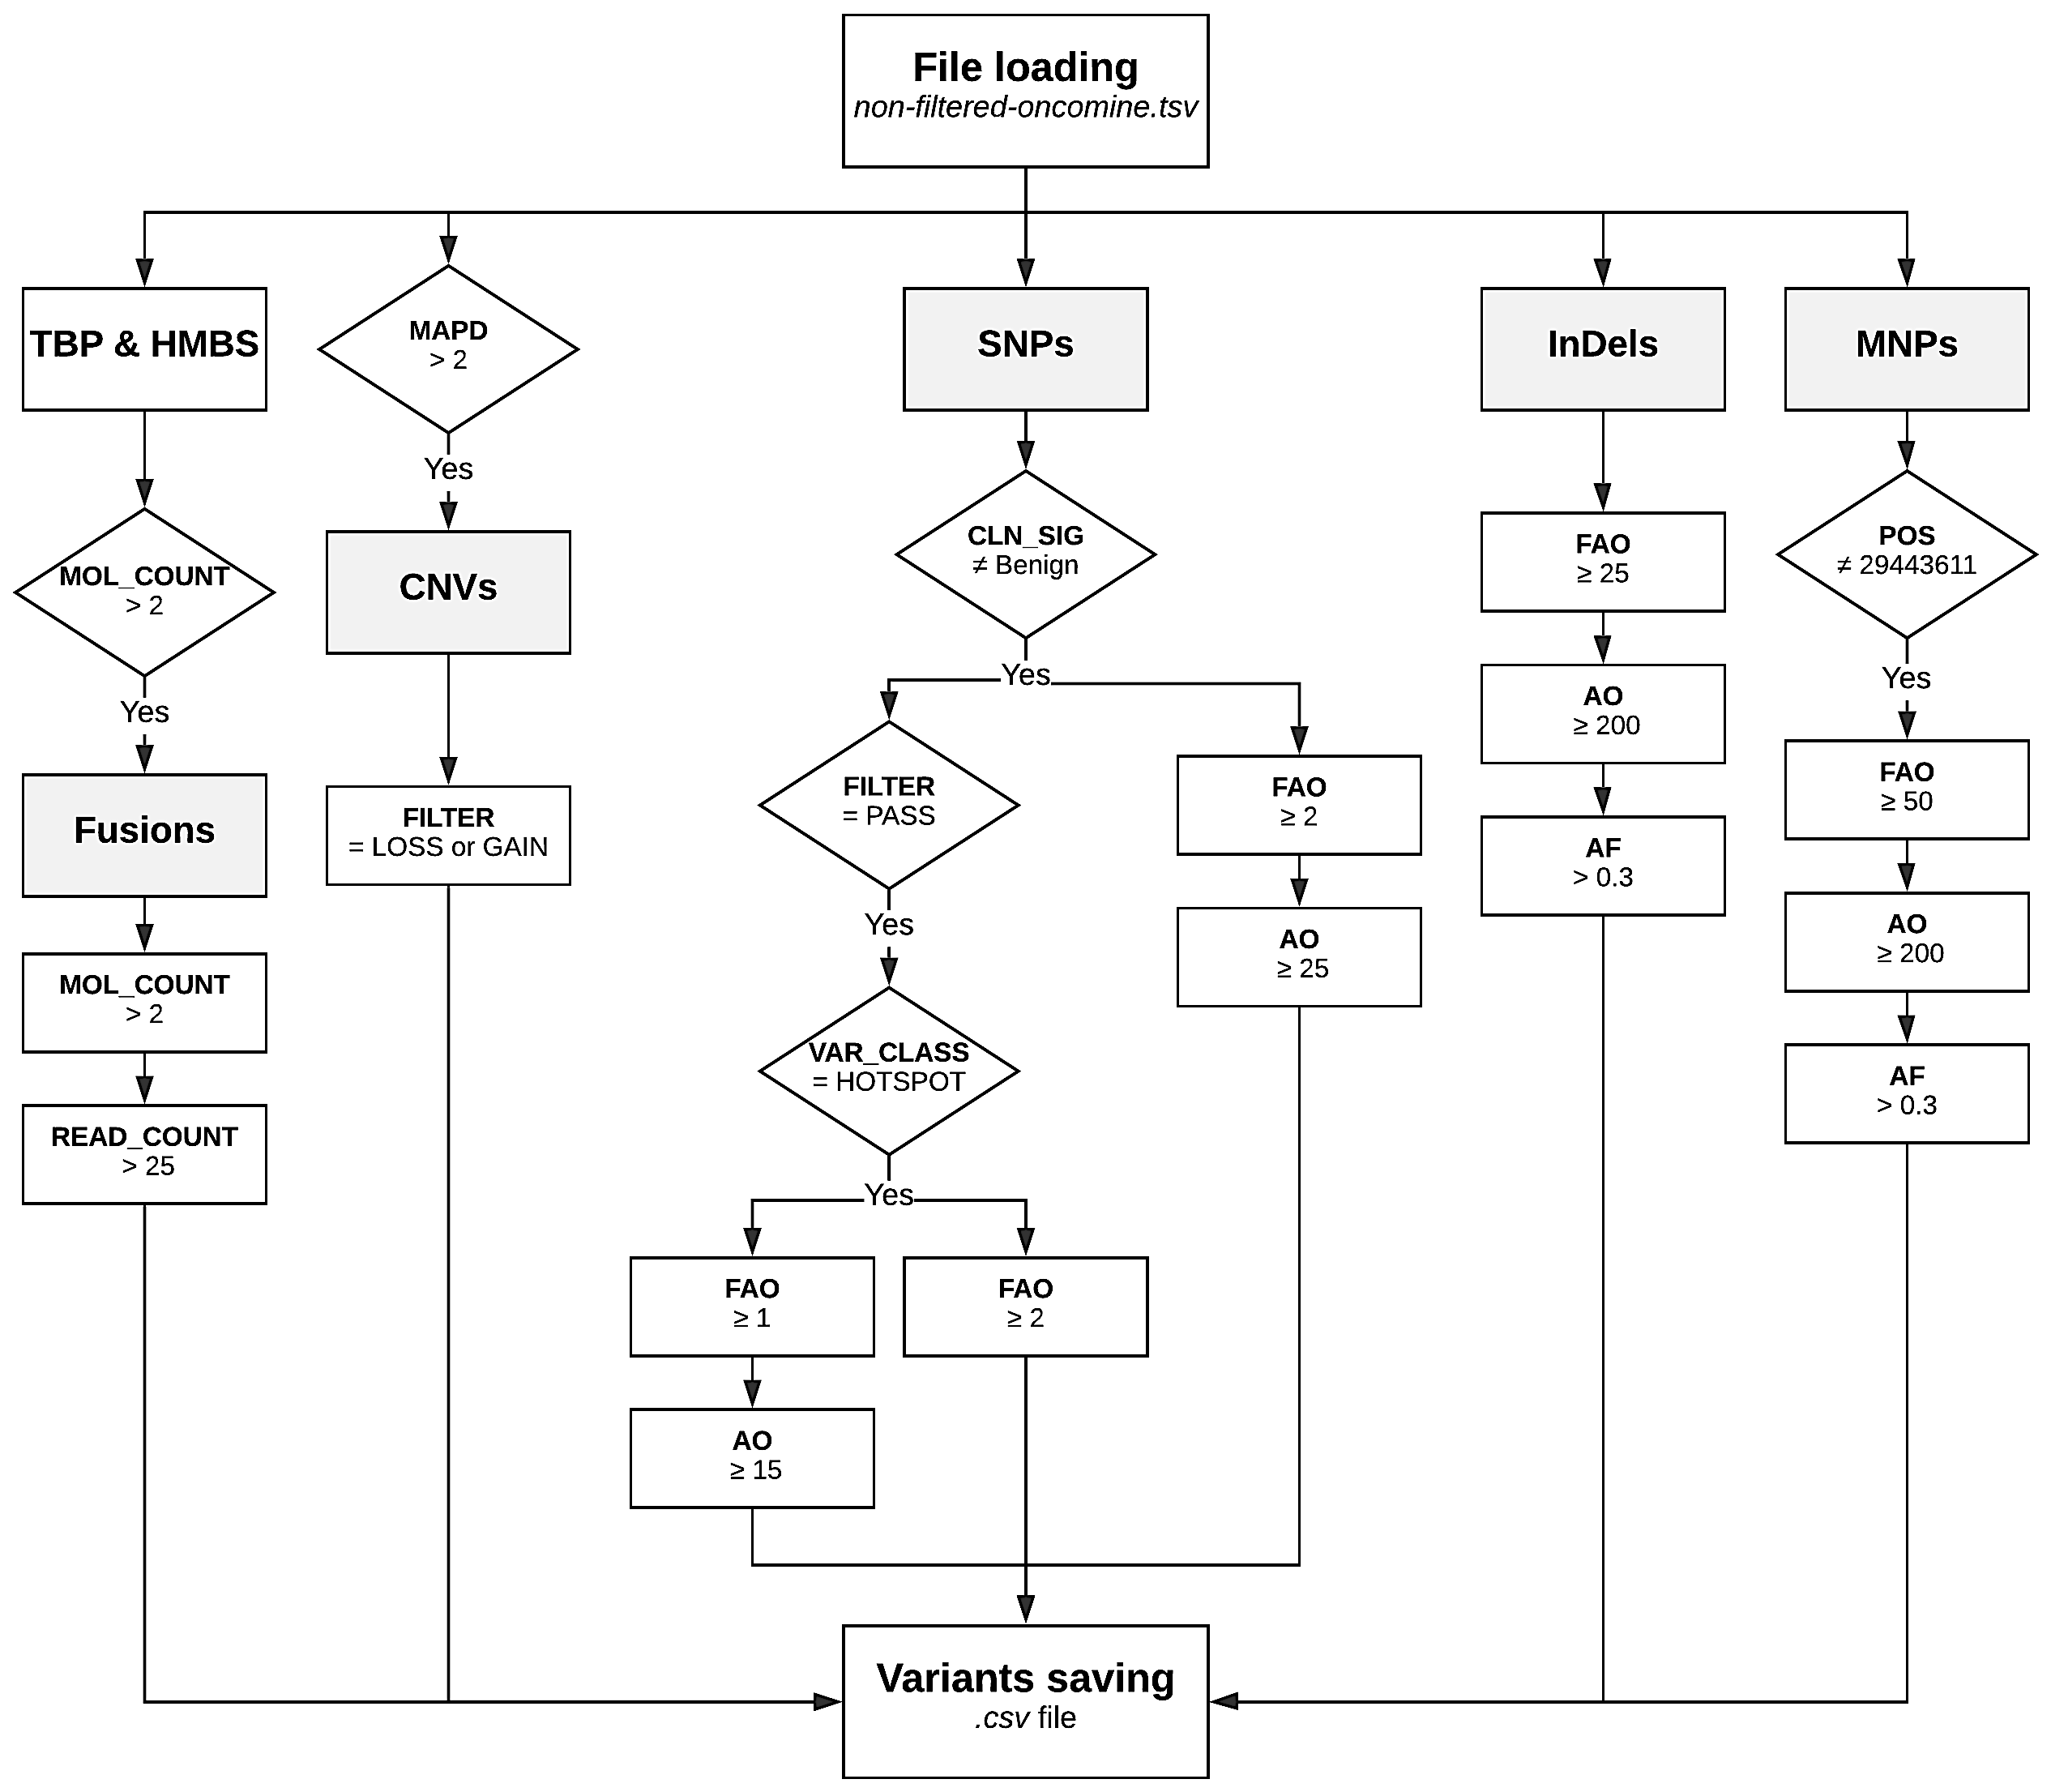 File loading
non-filtered-oncomine.tsv
TBP & HMBS
MOL_COUNT
> 2
Yes
Fusions
MOL_COUNT
> 2
READ_COUNT
> 25
MAPD
> 2
Yes
CNVs
FILTER
= LOSS or GAIN
SNPs
CLN_SIG
≠ Benign
Yes
FILTER
= PASS
Yes
VAR_CLASS
= HOTSPOT
Yes
FAO
≥ 1
AO
≥ 15
FAO
≥ 2
FAO
≥ 2
AO
≥ 25
InDels
FAO
≥ 25
AO
≥ 200
AF
> 0.3
MNPs
POS
≠ 29443611
Yes
FAO
≥ 50
AO
≥ 200
AF
> 0.3
Variants saving
.csv file